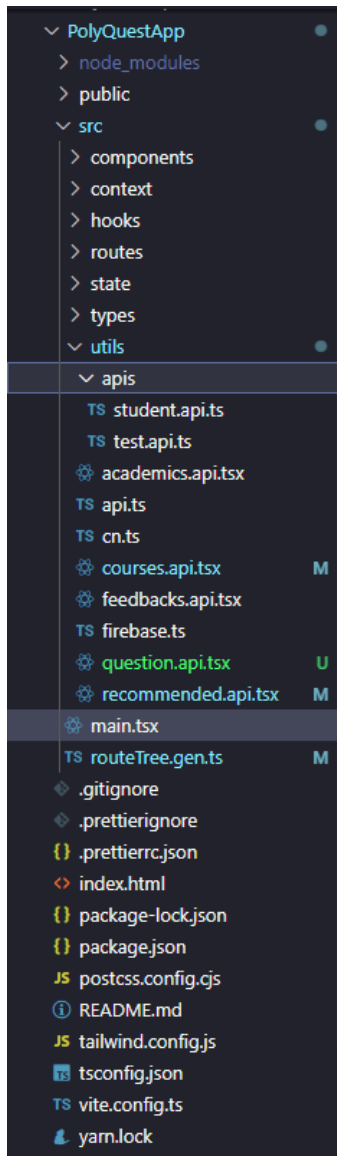 PolyQuestApp
node_modules
public
src
components
context
hooks
routes
state
types
utils
apis
TS student.api.ts
TS test.api.ts
academics.api.tsx
TS api.ts
TS cn.ts
courses.api.tsx M
feedbacks.api.tsx
TS firebase.ts
question.api.tsx U
recommended.api.tsx M
main.tsx
TS routeTree.gen.ts M
.gitignore
.prettierignore
{} .prettierrc.json
<> index.html
{} package-lock.json
{} package.json
JS postcss.config.cjs
README.md
JS tailwind.config.js
TS tsconfig.json
TS vite.config.ts
yarn.lock